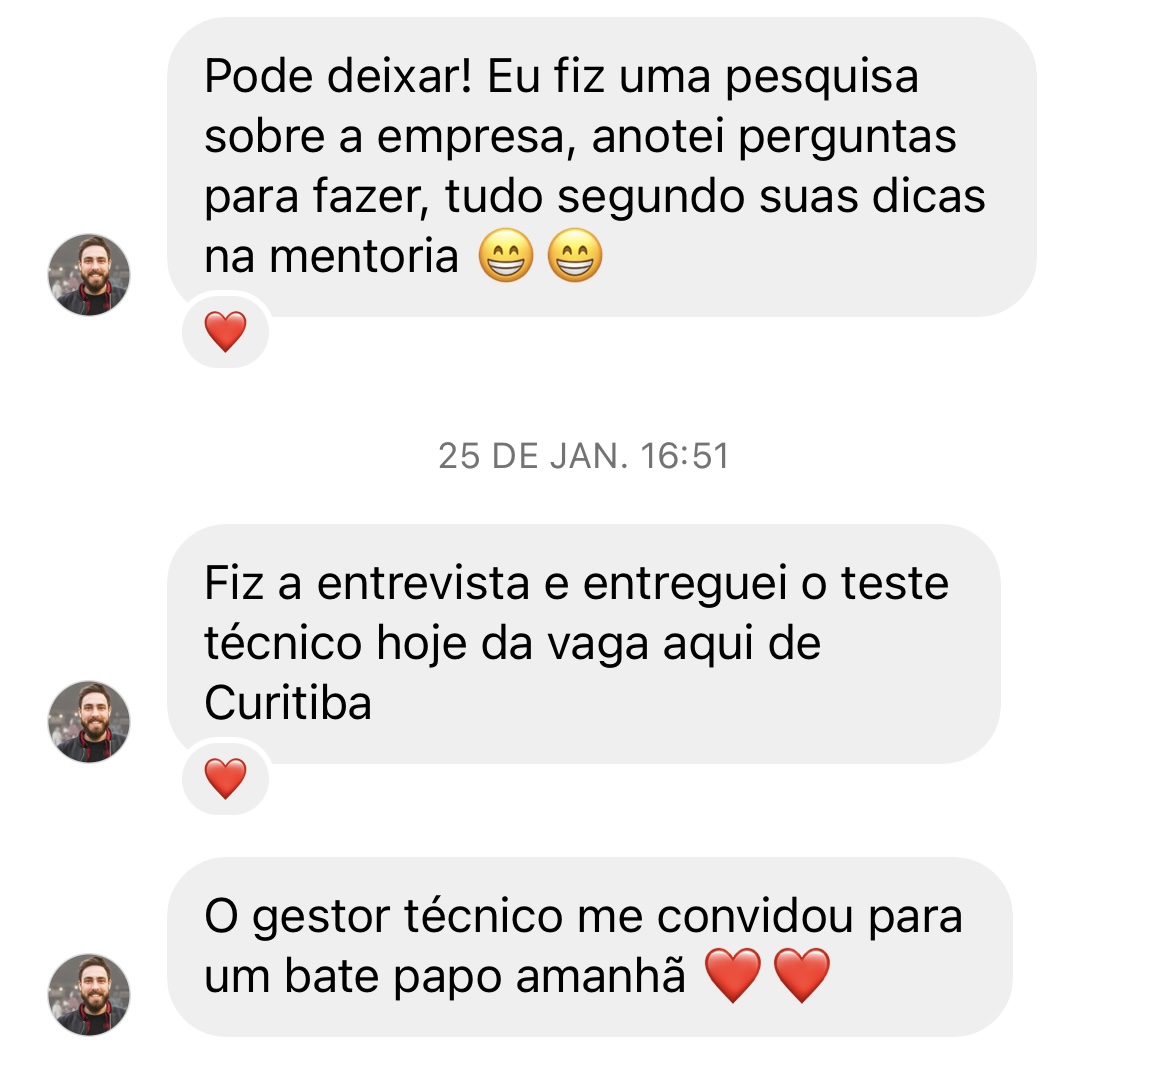 Pode deixar! Eu fiz uma pesquisa
sobre a empresa, anotei perguntas
para fazer, tudo segundo suas dicas
na mentoria 😁😁
❤️
25 DE JAN. 16:51
Fiz a entrevista e entreguei o teste
técnico hoje da vaga aqui de
Curitiba
❤️
O gestor técnico me convidou para
um bate papo amanhã ❤️❤️